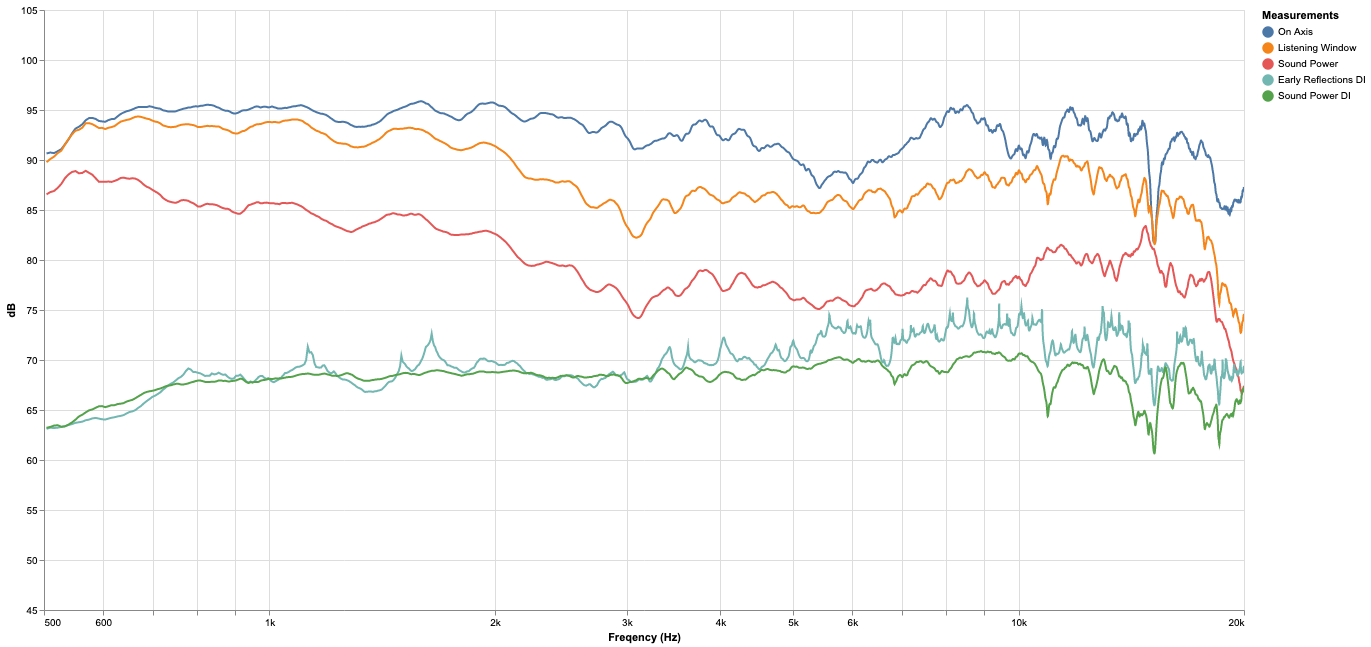 105
100
95
90
85
80
75
70
65
60
55
50
45
dB
500 600 1k 2k 3k 4k 5k 6k 10k 20k
Freqency (Hz)
Measurements
On Axis
Listening Window
Sound Power
Early Reflections DI
Sound Power DI